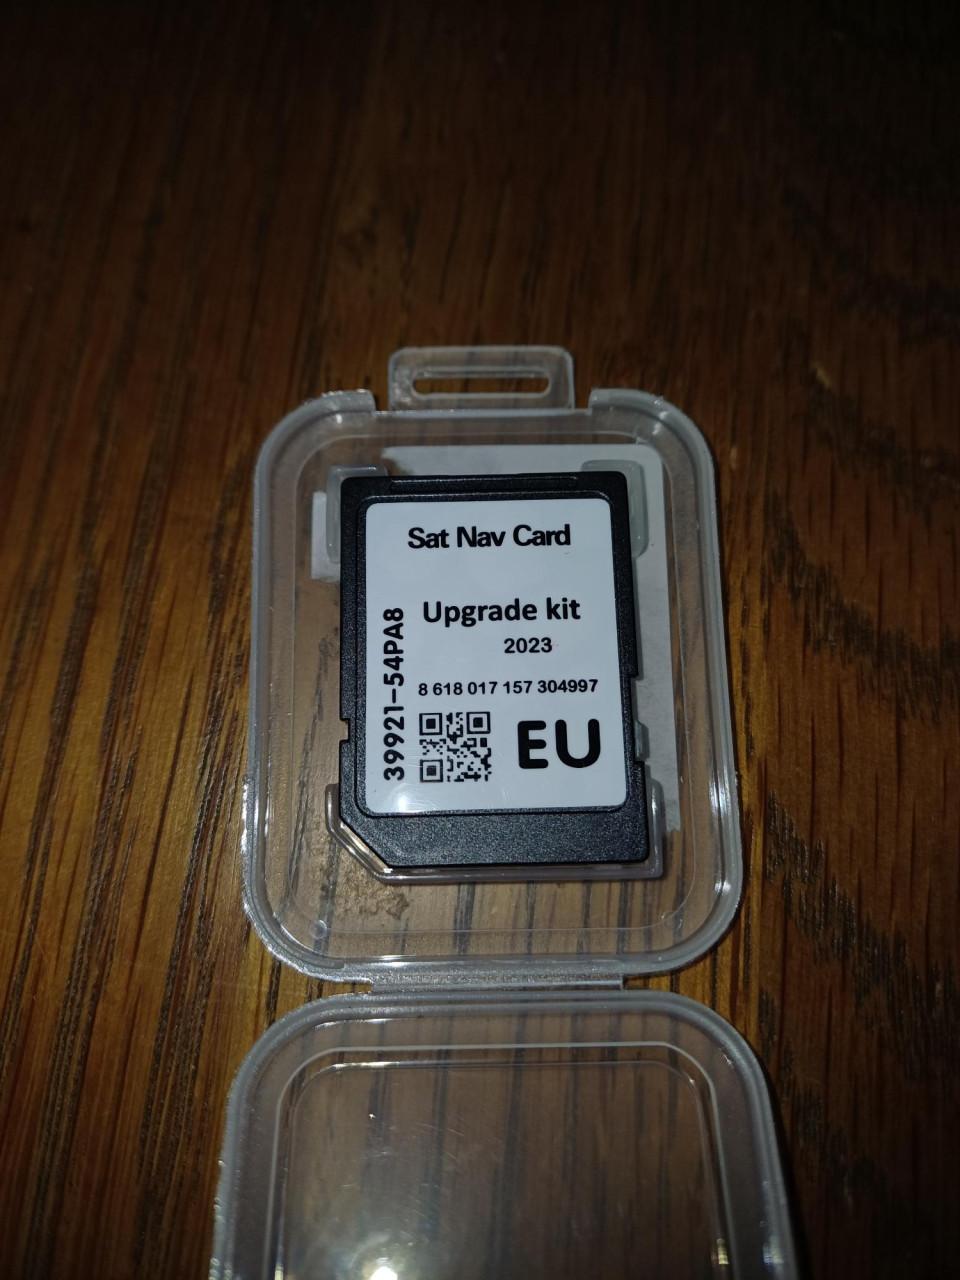 Sat Nav Card
Upgrade kit
2023
39921-54PA8
8 618 017 157 304997
EU